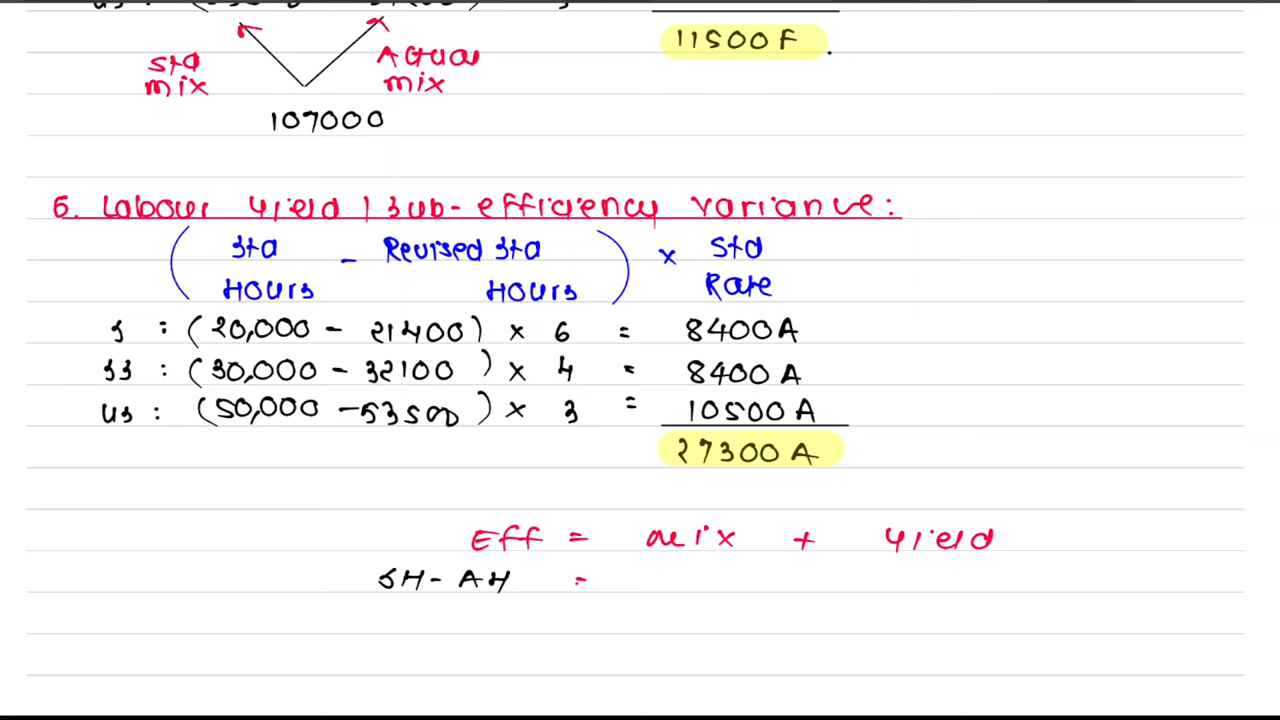 11500 F
Std Actual
mix mix
107000
5. Labour Yield | Sub-efficiency variance:
( Std - Revised Std ) × Std
Hours Hours Rate
S : (20,000 - 21400) × 6 = 8400A
SS : (30,000 - 32100) × 4 = 8400 A
US : (50,000 - 53500) × 3 = 10500 A
27300 A
Eff = mix + Yield
SH - AH =